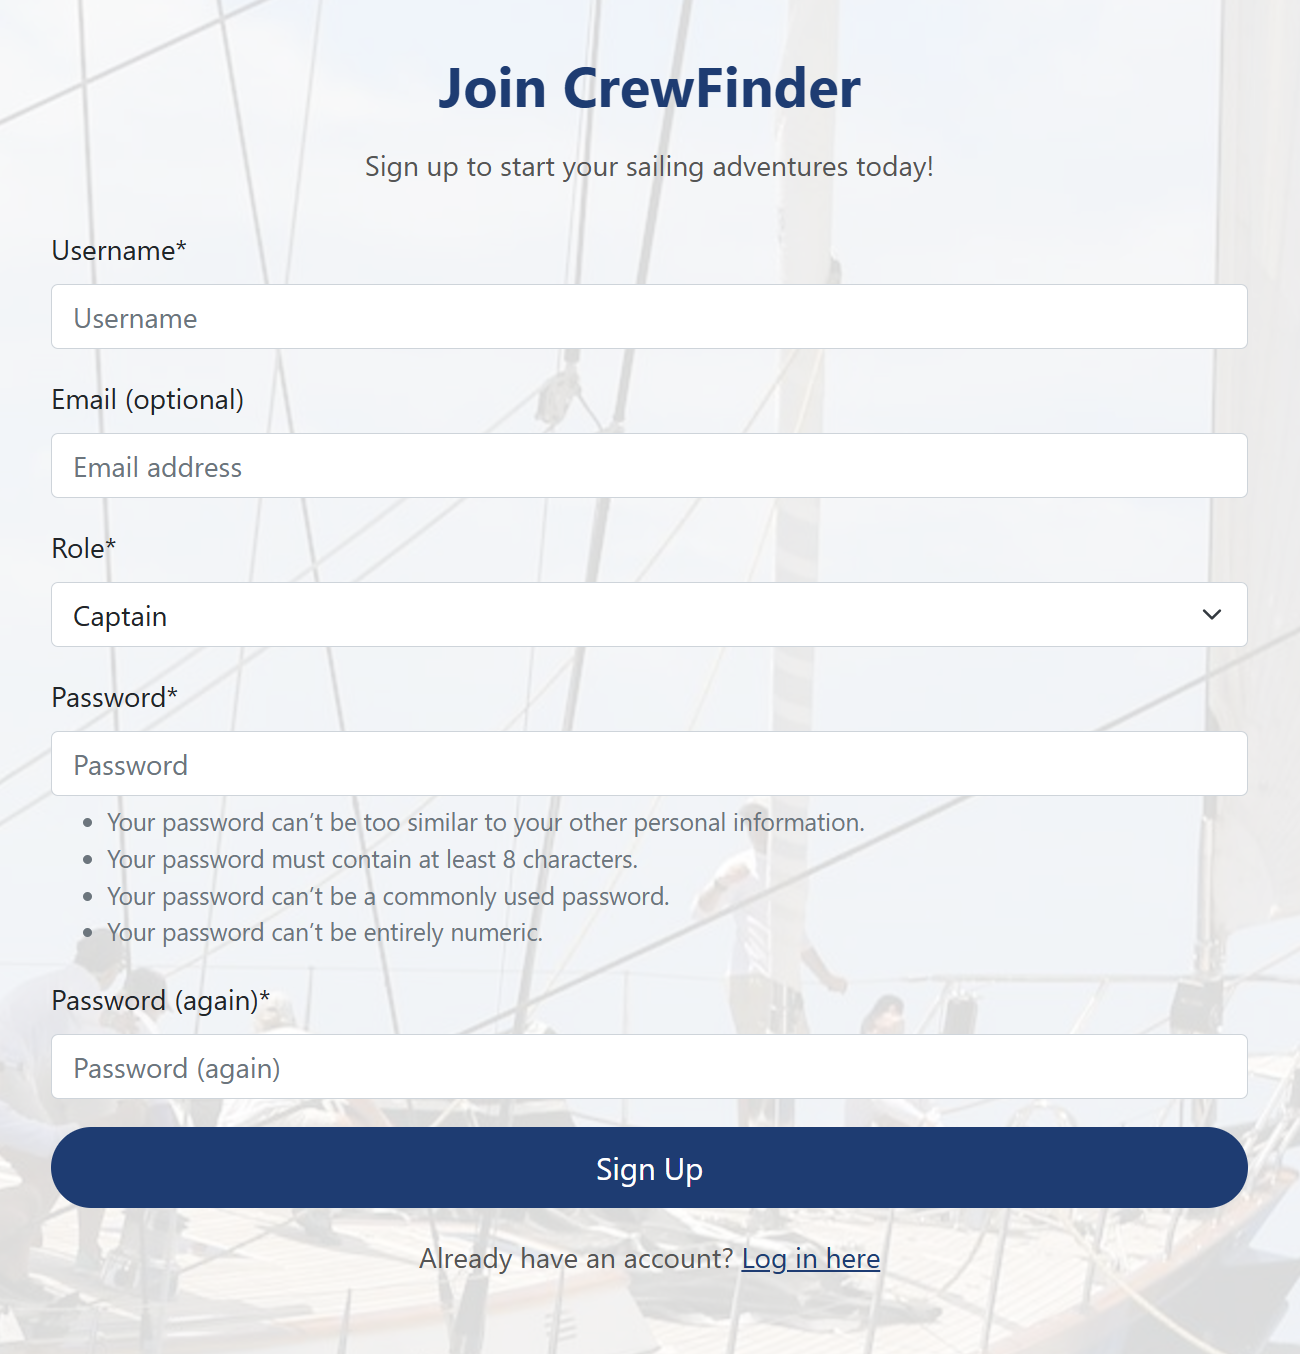 Join CrewFinder
Sign up to start your sailing adventures today!
Username*
Username
Email (optional)
Email address
Role*
Captain
Password*
Password
Your password can’t be too similar to your other personal information.
Your password must contain at least 8 characters.
Your password can’t be a commonly used password.
Your password can’t be entirely numeric.
Password (again)*
Password (again)
Sign Up
Already have an account? Log in here